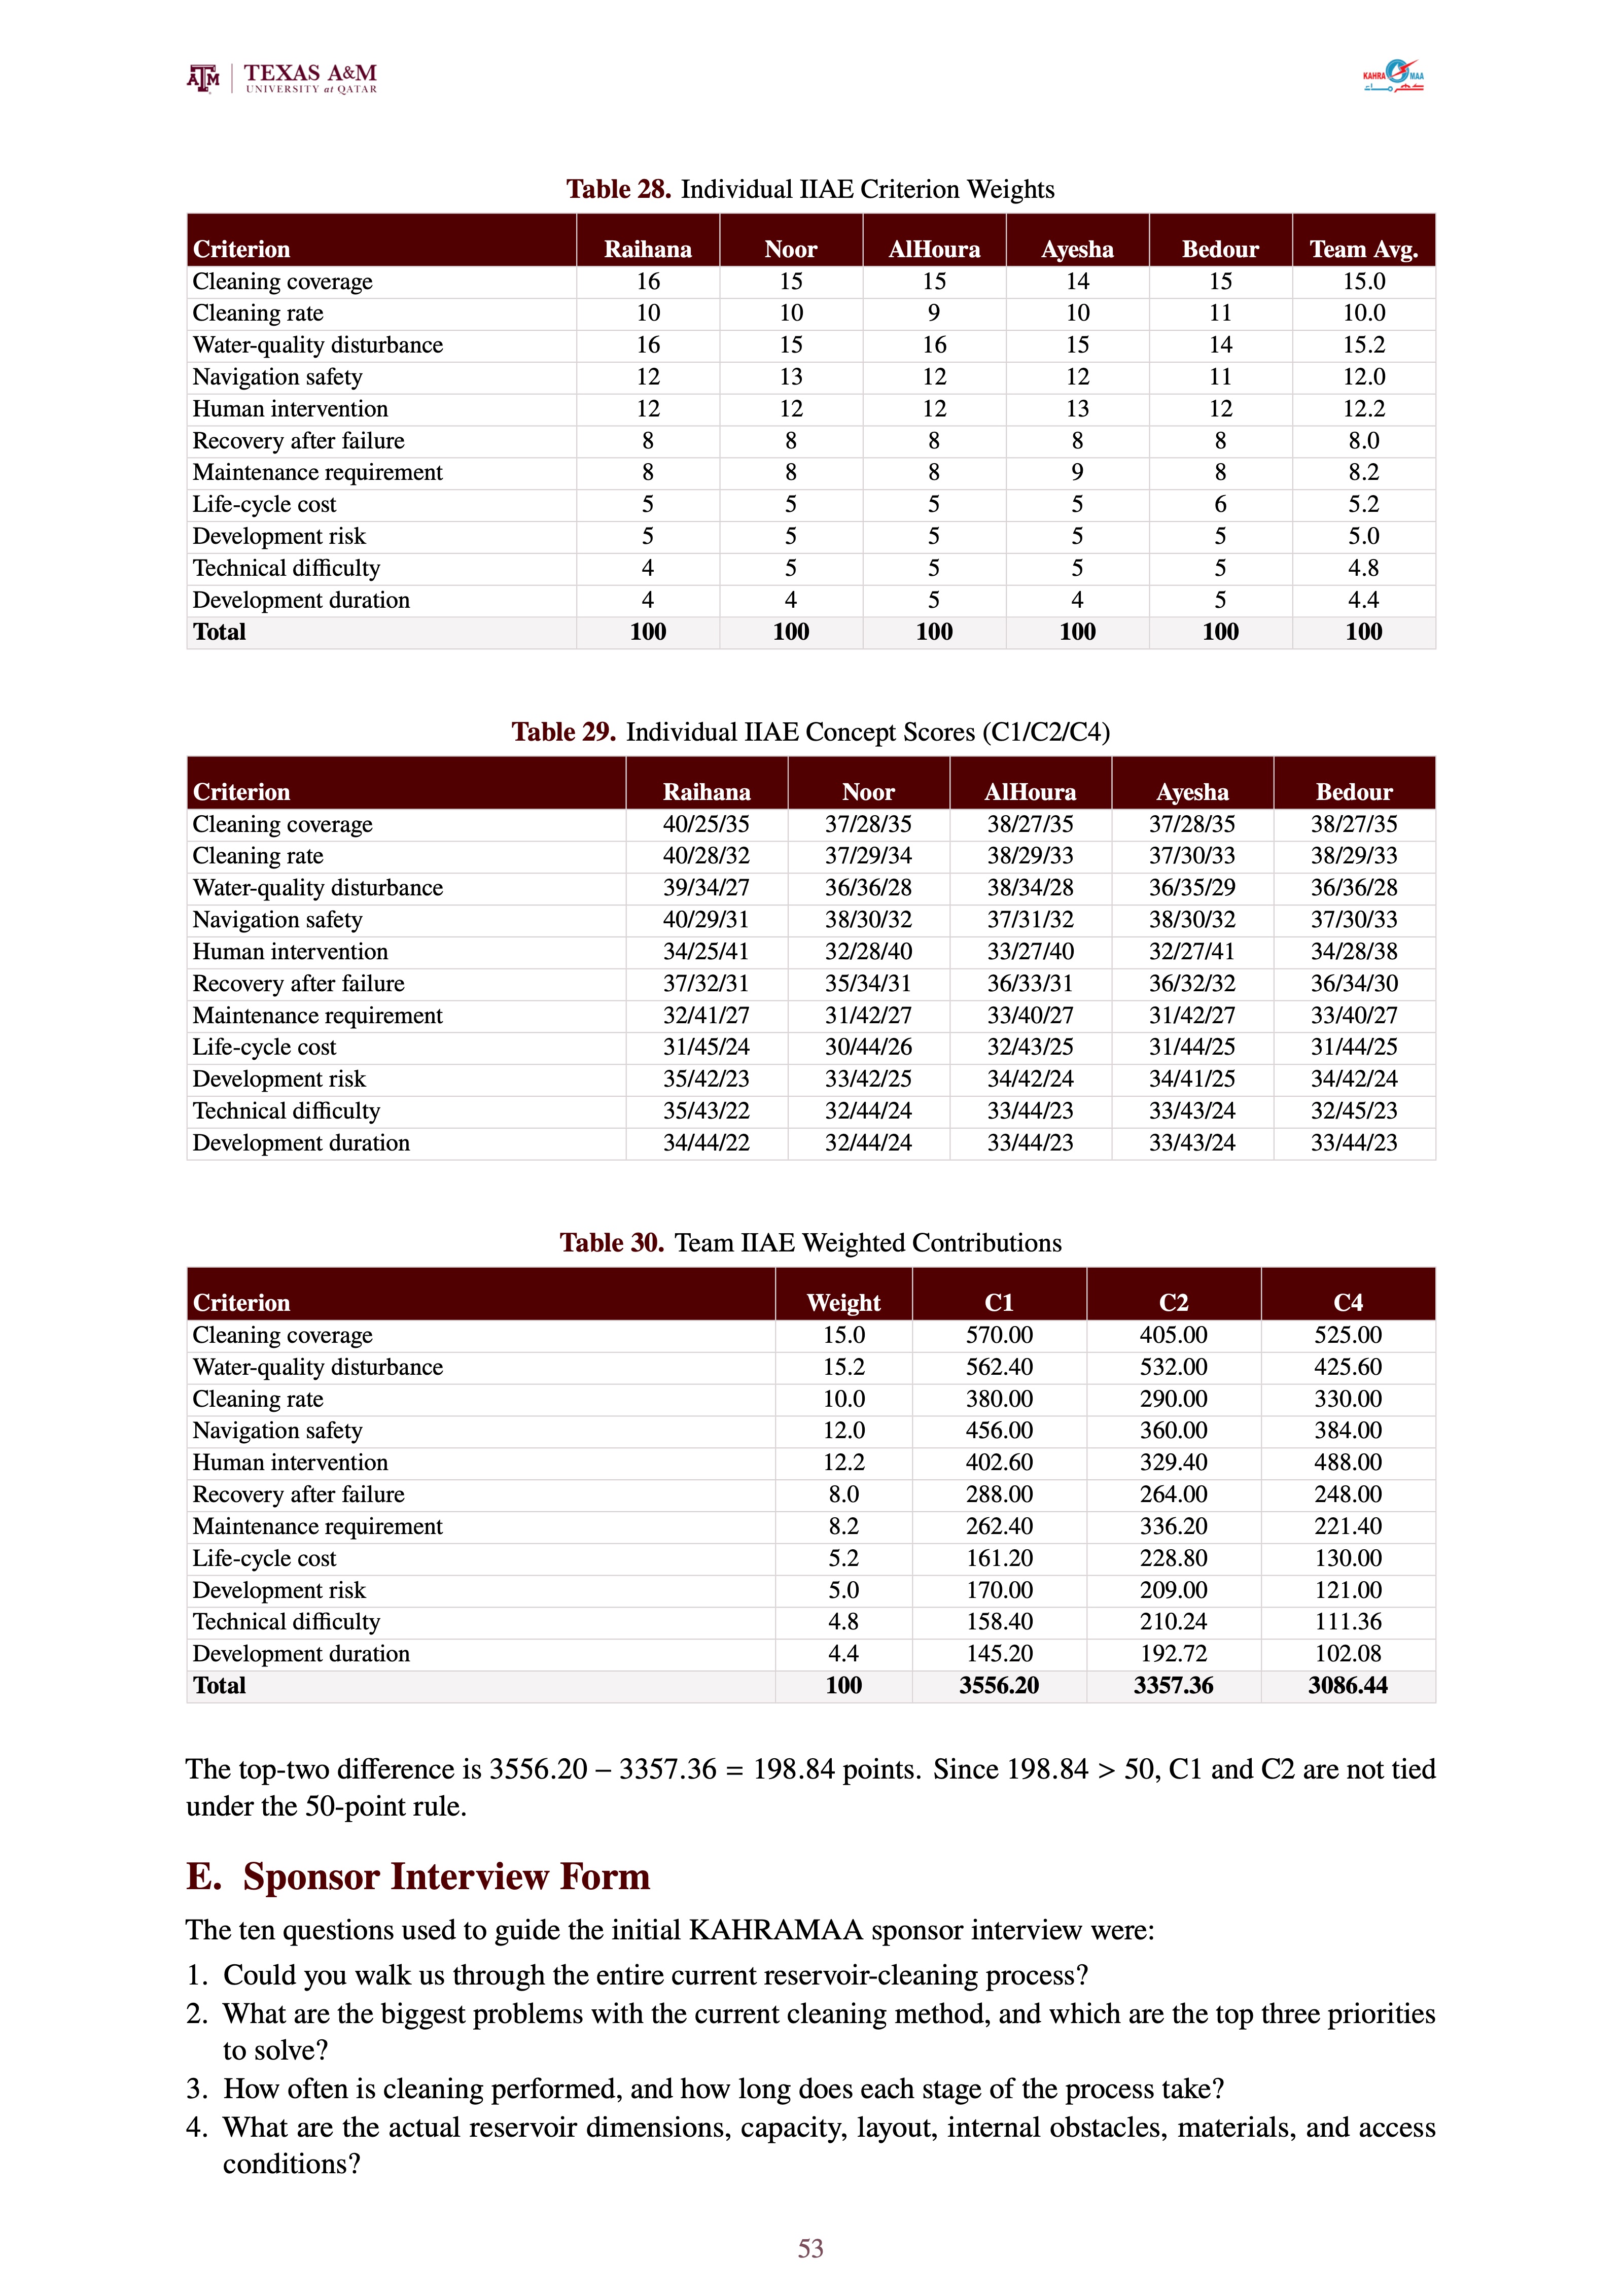 TEXAS A&M
UNIVERSITY at QATAR
KAHRA MAA
كهرماء
Table 28. Individual IIAE Criterion Weights
Criterion Raihana Noor AlHoura Ayesha Bedour Team Avg.
Cleaning coverage 16 15 15 14 15 15.0
Cleaning rate 10 10 9 10 11 10.0
Water-quality disturbance 16 15 16 15 14 15.2
Navigation safety 12 13 12 12 11 12.0
Human intervention 12 12 12 13 12 12.2
Recovery after failure 8 8 8 8 8 8.0
Maintenance requirement 8 8 8 9 8 8.2
Life-cycle cost 5 5 5 5 6 5.2
Development risk 5 5 5 5 5 5.0
Technical difficulty 4 5 5 5 5 4.8
Development duration 4 4 5 4 5 4.4
Total 100 100 100 100 100 100
Table 29. Individual IIAE Concept Scores (C1/C2/C4)
Criterion Raihana Noor AlHoura Ayesha Bedour
Cleaning coverage 40/25/35 37/28/35 38/27/35 37/28/35 38/27/35
Cleaning rate 40/28/32 37/29/34 38/29/33 37/30/33 38/29/33
Water-quality disturbance 39/34/27 36/36/28 38/34/28 36/35/29 36/36/28
Navigation safety 40/29/31 38/30/32 37/31/32 38/30/32 37/30/33
Human intervention 34/25/41 32/28/40 33/27/40 32/27/41 34/28/38
Recovery after failure 37/32/31 35/34/31 36/33/31 36/32/32 36/34/30
Maintenance requirement 32/41/27 31/42/27 33/40/27 31/42/27 33/40/27
Life-cycle cost 31/45/24 30/44/26 32/43/25 31/44/25 31/44/25
Development risk 35/42/23 33/42/25 34/42/24 34/41/25 34/42/24
Technical difficulty 35/43/22 32/44/24 33/44/23 33/43/24 32/45/23
Development duration 34/44/22 32/44/24 33/44/23 33/43/24 33/44/23
Table 30. Team IIAE Weighted Contributions
Criterion Weight C1 C2 C4
Cleaning coverage 15.0 570.00 405.00 525.00
Water-quality disturbance 15.2 562.40 532.00 425.60
Cleaning rate 10.0 380.00 290.00 330.00
Navigation safety 12.0 456.00 360.00 384.00
Human intervention 12.2 402.60 329.40 488.00
Recovery after failure 8.0 288.00 264.00 248.00
Maintenance requirement 8.2 262.40 336.20 221.40
Life-cycle cost 5.2 161.20 228.80 130.00
Development risk 5.0 170.00 209.00 121.00
Technical difficulty 4.8 158.40 210.24 111.36
Development duration 4.4 145.20 192.72 102.08
Total 100 3556.20 3357.36 3086.44
The top-two difference is 3556.20 − 3357.36 = 198.84 points. Since 198.84 > 50, C1 and C2 are not tied
under the 50-point rule.
E. Sponsor Interview Form
The ten questions used to guide the initial KAHRAMAA sponsor interview were:
1. Could you walk us through the entire current reservoir-cleaning process?
2. What are the biggest problems with the current cleaning method, and which are the top three priorities
to solve?
3. How often is cleaning performed, and how long does each stage of the process take?
4. What are the actual reservoir dimensions, capacity, layout, internal obstacles, materials, and access
conditions?
53